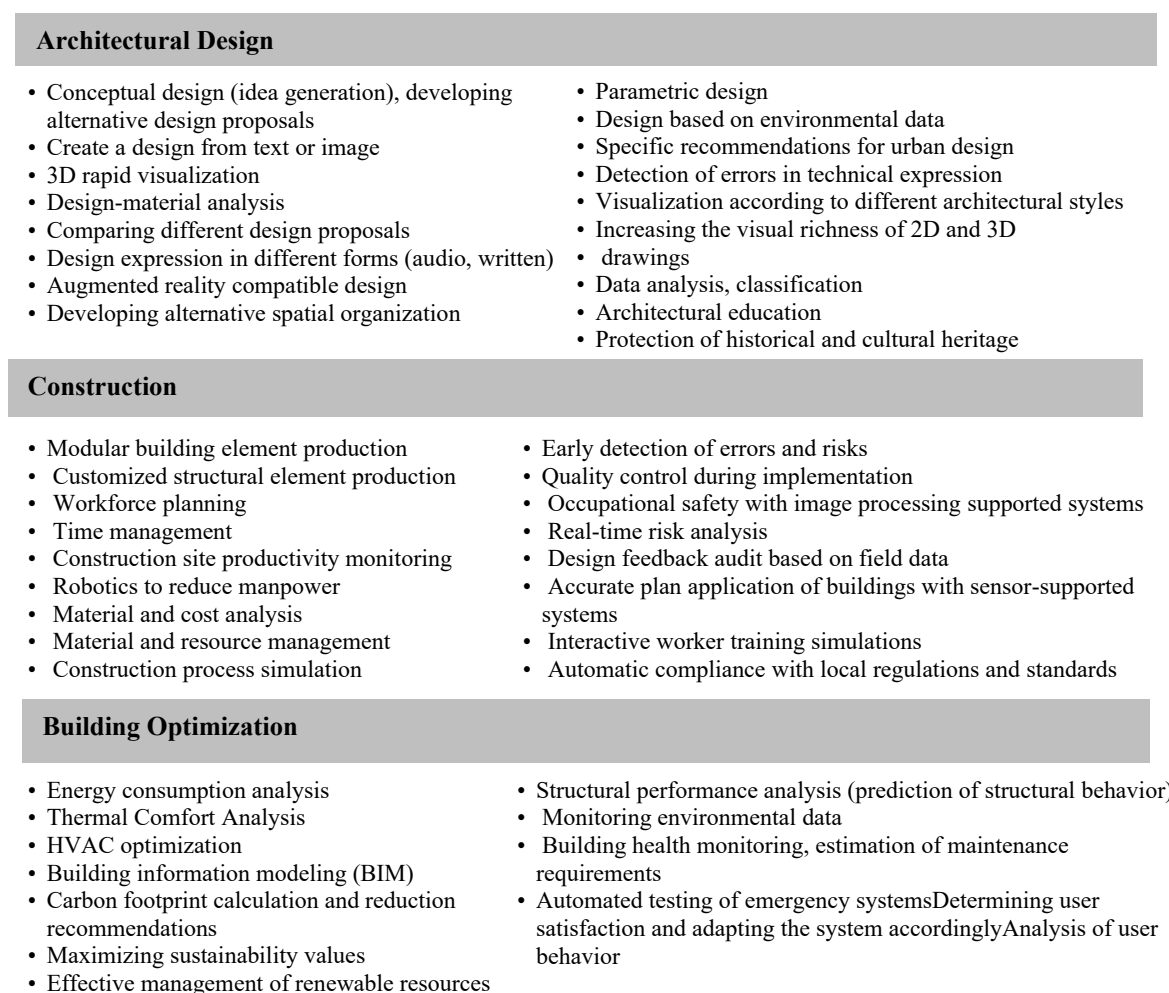 Architectural Design
• Conceptual design (idea generation), developing
alternative design proposals
• Create a design from text or image
• 3D rapid visualization
• Design-material analysis
• Comparing different design proposals
• Design expression in different forms (audio, written)
• Augmented reality compatible design
• Developing alternative spatial organization
• Parametric design
• Design based on environmental data
• Specific recommendations for urban design
• Detection of errors in technical expression
• Visualization according to different architectural styles
• Increasing the visual richness of 2D and 3D
• drawings
• Data analysis, classification
• Architectural education
• Protection of historical and cultural heritage
Construction
• Modular building element production
• Customized structural element production
• Workforce planning
• Time management
• Construction site productivity monitoring
• Robotics to reduce manpower
• Material and cost analysis
• Material and resource management
• Construction process simulation
• Early detection of errors and risks
• Quality control during implementation
• Occupational safety with image processing supported systems
• Real-time risk analysis
• Design feedback audit based on field data
• Accurate plan application of buildings with sensor-supported
systems
• Interactive worker training simulations
• Automatic compliance with local regulations and standards
Building Optimization
• Energy consumption analysis
• Thermal Comfort Analysis
• HVAC optimization
• Building information modeling (BIM)
• Carbon footprint calculation and reduction
recommendations
• Maximizing sustainability values
• Effective management of renewable resources
• Structural performance analysis (prediction of structural behavior)
• Monitoring environmental data
• Building health monitoring, estimation of maintenance
requirements
• Automated testing of emergency systemsDetermining user
satisfaction and adapting the system accordinglyAnalysis of user
behavior